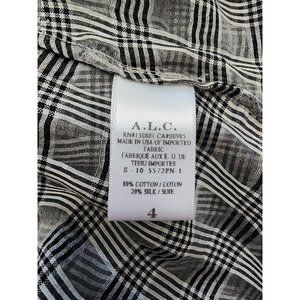 A.L.C.
RN#130801 CA#00985
MADE IN USA OF IMPORTED
FABRIC
FABRIQUÉ AUX E. O. DE
TISSU IMPORTES
S - 10 5572PN -1
80% COTTON / COTON
20% SILK / SOIE
4